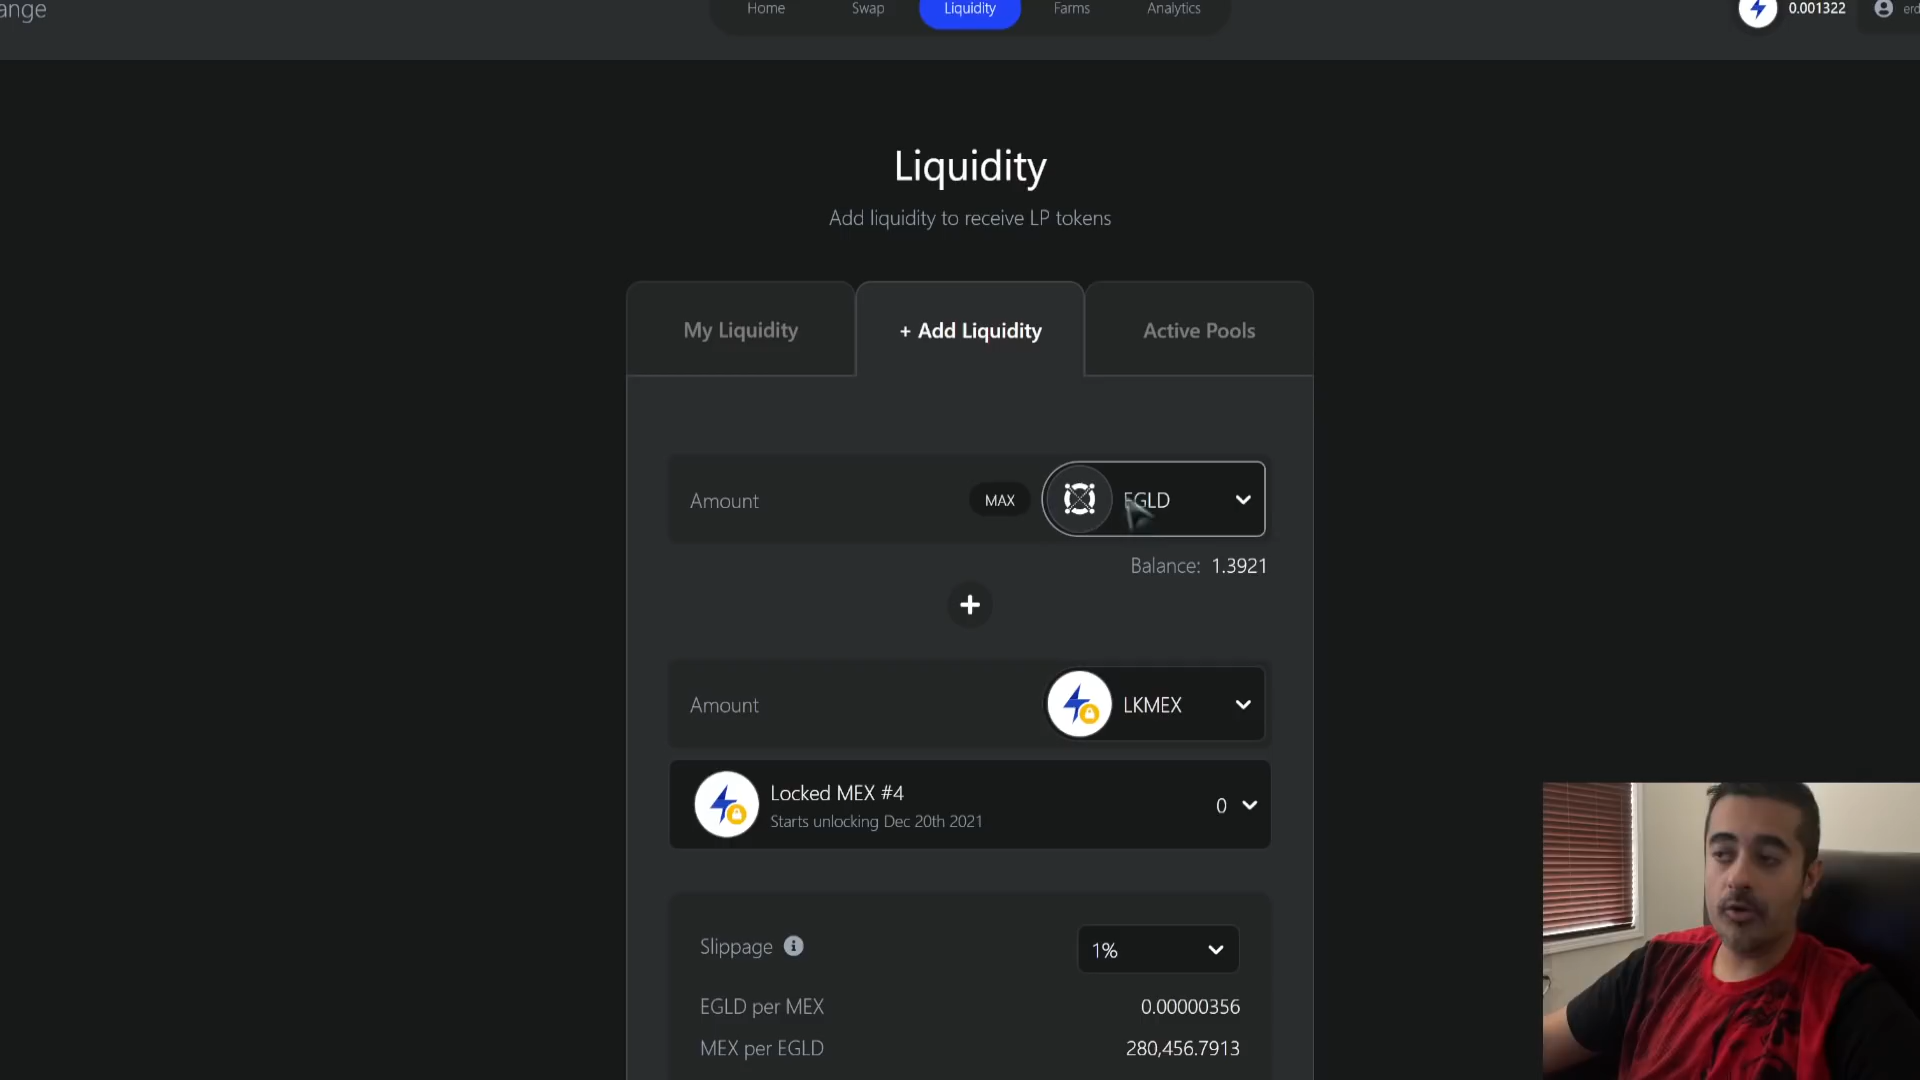 ange
Home
Swap
Liquidity
Farms
Analytics
0.001322
erd
Liquidity
Add liquidity to receive LP tokens
My Liquidity
+ Add Liquidity
Active Pools
Amount
MAX
EGLD
Balance: 1.3921
+
Amount
LKMEX
Locked MEX #4
Starts unlocking Dec 20th 2021
0
Slippage
1%
EGLD per MEX
0.00000356
MEX per EGLD
280,456.7913